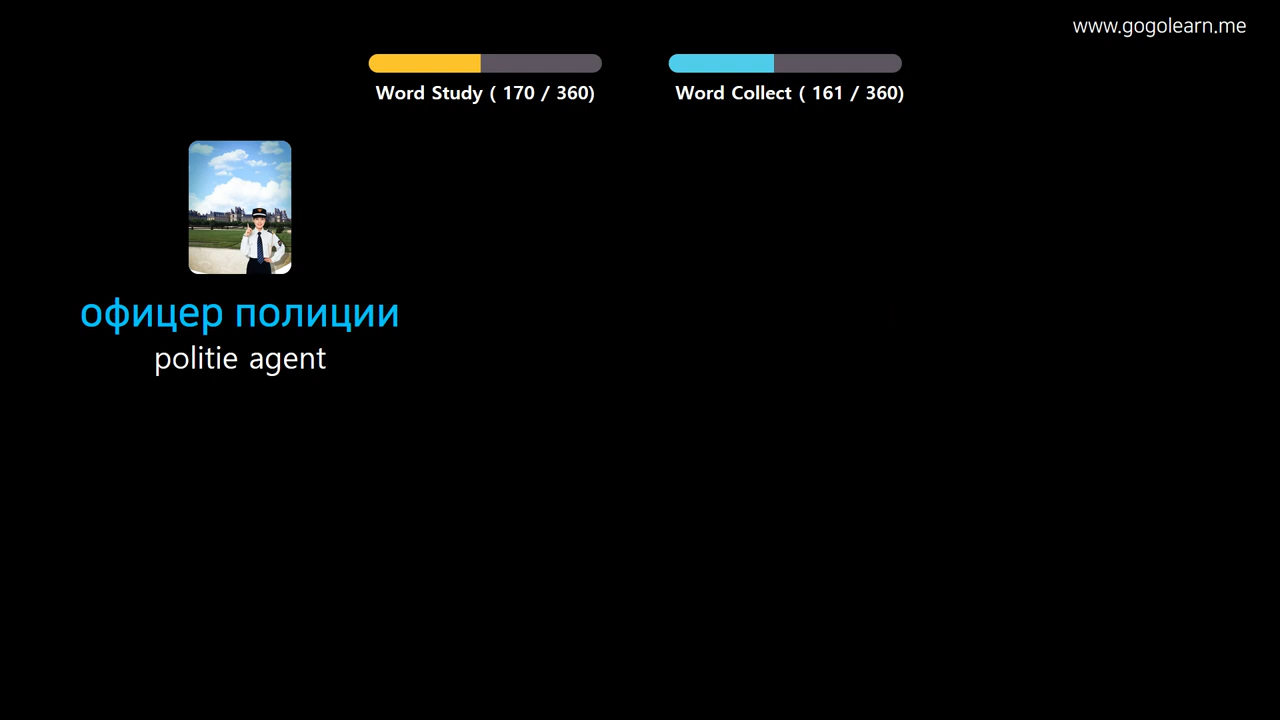 www.gogolearn.me
Word Study ( 170 / 360)
Word Collect ( 161 / 360)
офицер полиции
politie agent